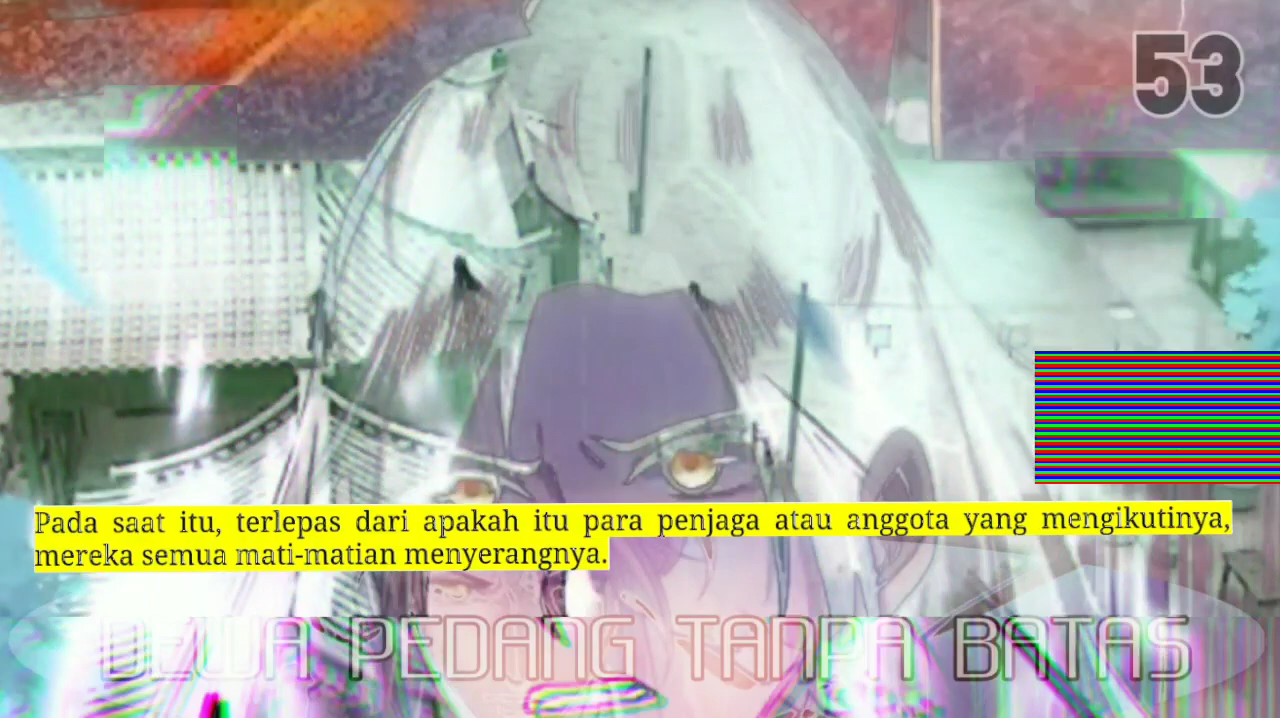 53
Pada saat itu, terlepas dari apakah itu para penjaga atau anggota yang mengikutinya,
mereka semua mati-matian menyerangnya.
DEWA PEDANG TANPA BATAS